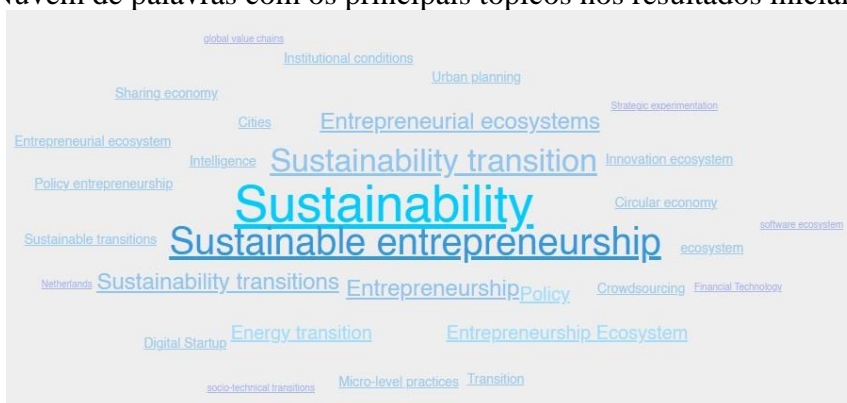 Nuvem de palavras com os principais tópicos nos resultados iniciais
global value chains
Institutional conditions
Urban planning
Sharing economy
Strategic experimentation
Cities Entrepreneurial ecosystems
Entrepreneurial ecosystem
Intelligence Sustainability transition Innovation ecosystem
Policy entrepreneurship
Sustainability Circular economy
software ecosystem
Sustainable transitions Sustainable entrepreneurship ecosystem
Netherlands Sustainability transitions Entrepreneurship Policy Crowdsourcing Financial Technology
Digital Startup Energy transition Entrepreneurship Ecosystem
socio-technical transitions Micro-level practices Transition